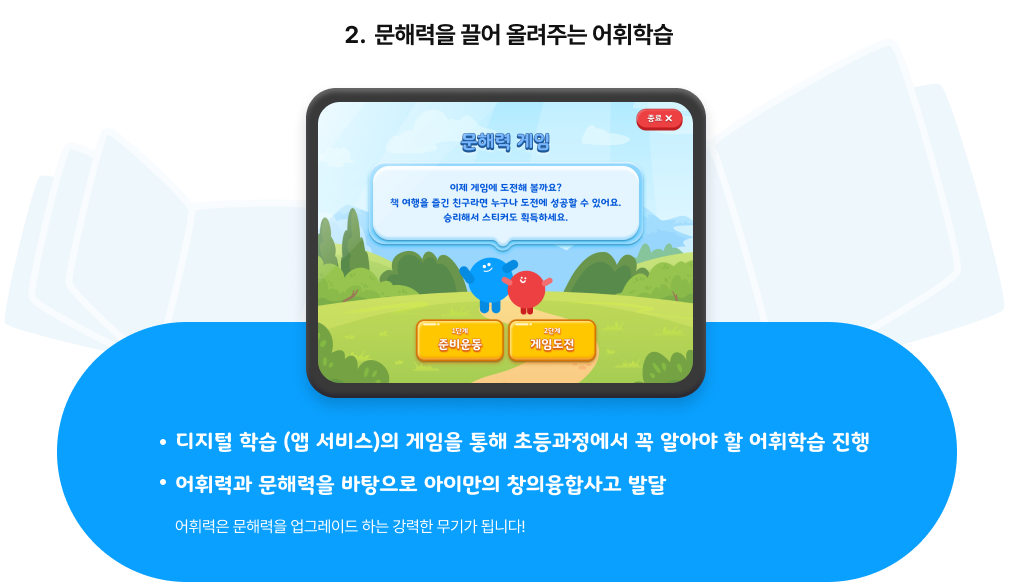 2. 문해력을 끌어 올려주는 어휘학습
종료 ✕
문해력 게임
이제 게임에 도전해 볼까요?
책 여행을 즐긴 친구라면 누구나 도전에 성공할 수 있어요.
승리해서 스티커도 획득하세요.
1단계
준비운동
2단계
게임도전
• 디지털 학습 (앱 서비스)의 게임을 통해 초등과정에서 꼭 알아야 할 어휘학습 진행
• 어휘력과 문해력을 바탕으로 아이만의 창의융합사고 발달
어휘력은 문해력을 업그레이드 하는 강력한 무기가 됩니다!